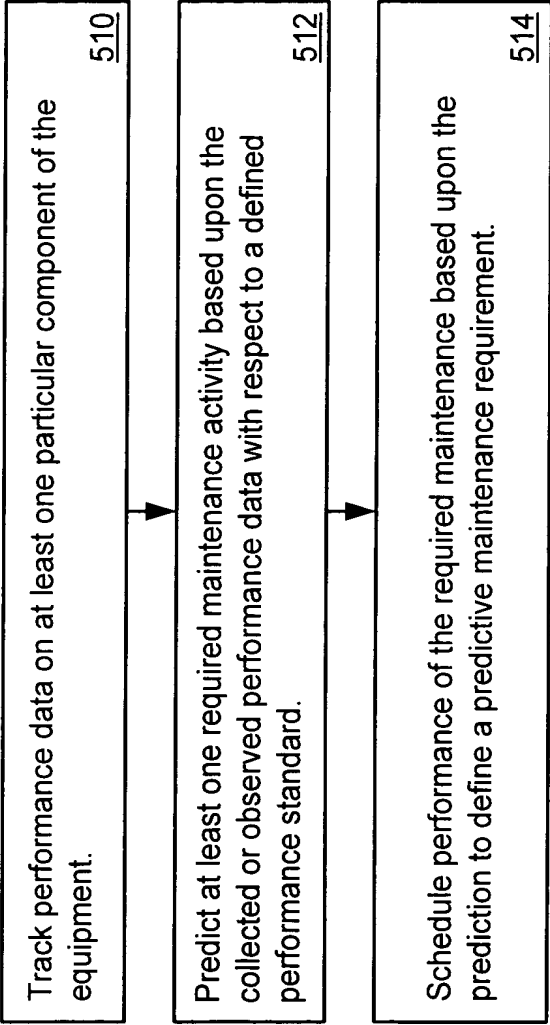 Track performance data on at least one particular component of the
equipment.
510
Predict at least one required maintenance activity based upon the
collected or observed performance data with respect to a defined
performance standard.
512
Schedule performance of the required maintenance based upon the
prediction to define a predictive maintenance requirement.
514